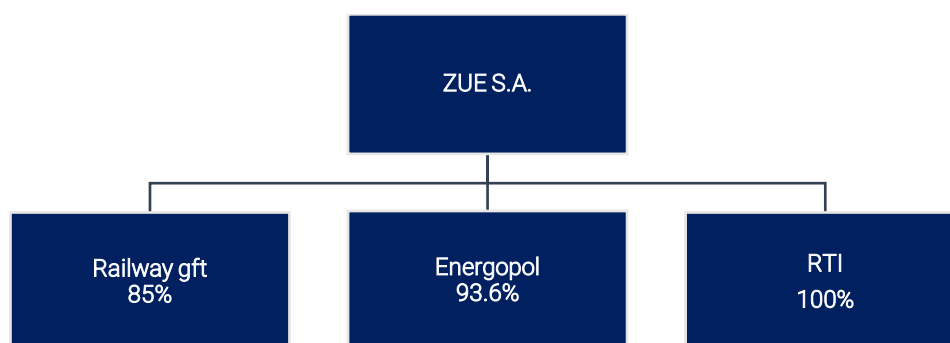 ZUE S.A.
Railway gft
85%
Energopol
93.6%
RTI
100%